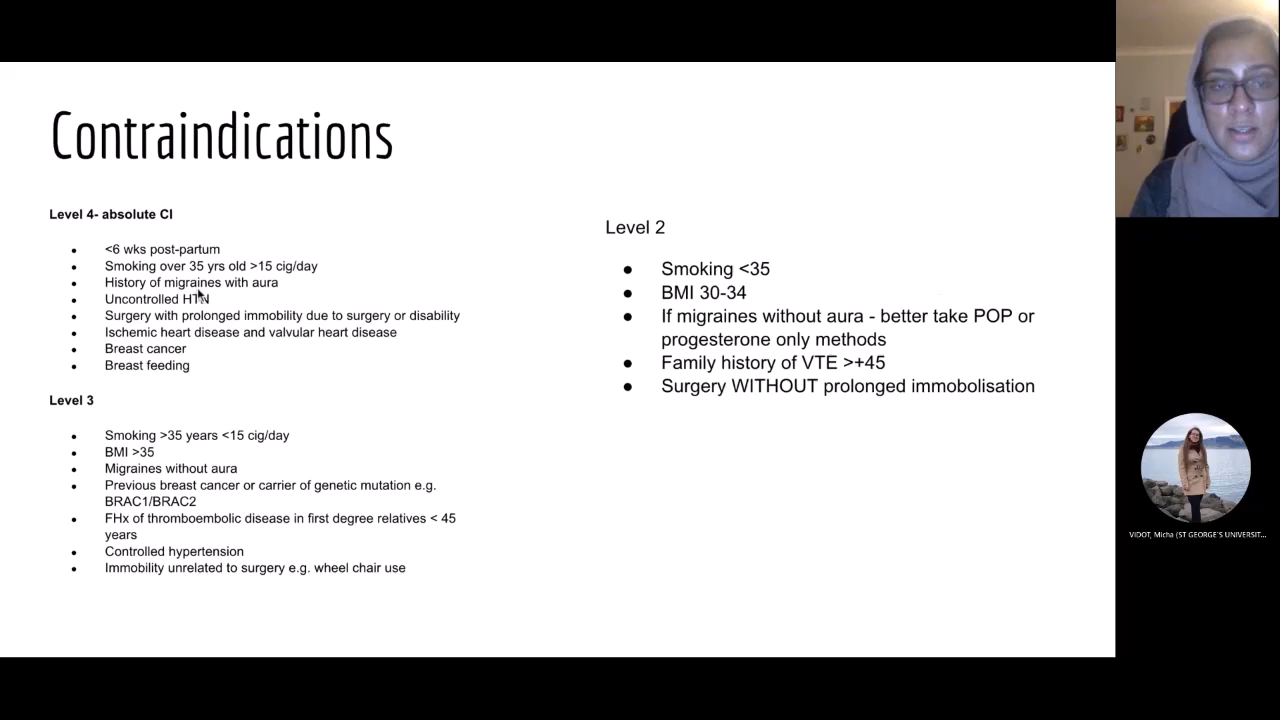 Contraindications
Level 4- absolute CI
<6 wks post-partum
Smoking over 35 yrs old >15 cig/day
History of migraines with aura
Uncontrolled HTN
Surgery with prolonged immobility due to surgery or disability
Ischemic heart disease and valvular heart disease
Breast cancer
Breast feeding
Level 3
Smoking >35 years <15 cig/day
BMI >35
Migraines without aura
Previous breast cancer or carrier of genetic mutation e.g.
BRAC1/BRAC2
FHx of thromboembolic disease in first degree relatives < 45
years
Controlled hypertension
Immobility unrelated to surgery e.g. wheel chair use
Level 2
Smoking <35
BMI 30-34
If migraines without aura - better take POP or
progesterone only methods
Family history of VTE >+45
Surgery WITHOUT prolonged immobolisation
VIDOT, Micha (ST GEORGE'S UNIVERSIT...